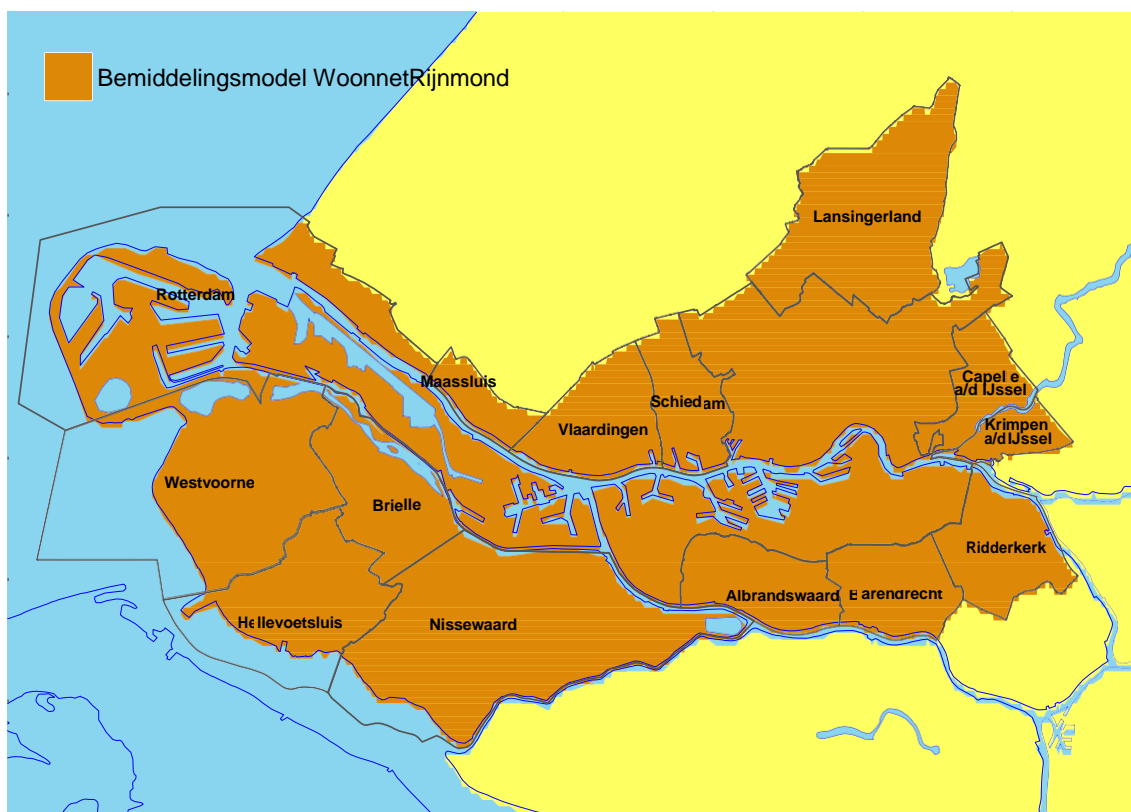 Bemiddelingsmodel WoonnetRijnmond
Lansingerland
Rotterdam
Maassluis
Capel e
a/d IJssel
Schiedam
Vlaardingen
Krimpen
a/d IJssel
Westvoorne
Brielle
Ridderkerk
Albrandswaard
Barendrecht
Hellevoetsluis
Nissewaard